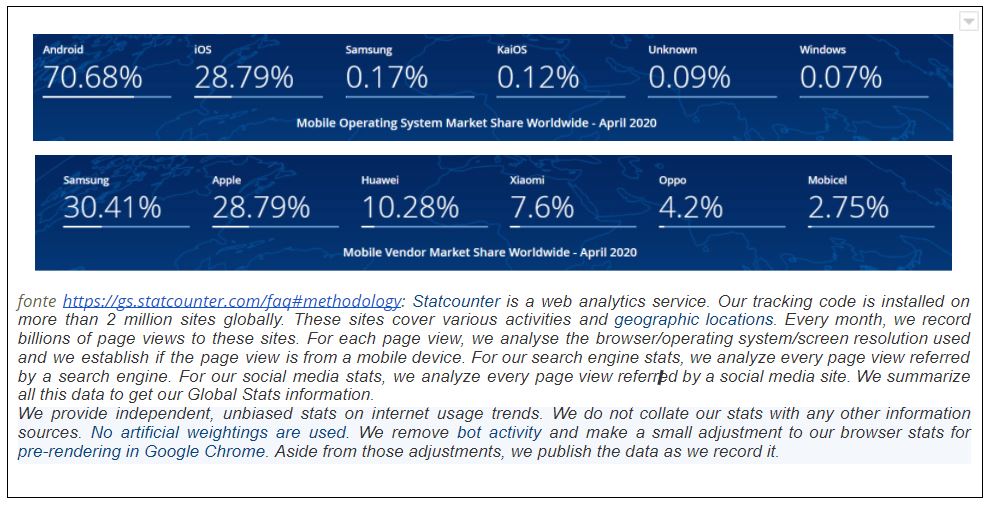 Android iOS Samsung KaiOS Unknown Windows
70.68% 28.79% 0.17% 0.12% 0.09% 0.07%
Mobile Operating System Market Share Worldwide - April 2020
Samsung Apple Huawei Xiaomi Oppo Mobicel
30.41% 28.79% 10.28% 7.6% 4.2% 2.75%
Mobile Vendor Market Share Worldwide - April 2020
fonte https://gs.statcounter.com/faq#methodology: Statcounter is a web analytics service. Our tracking code is installed on
more than 2 million sites globally. These sites cover various activities and geographic locations. Every month, we record
billions of page views to these sites. For each page view, we analyse the browser/operating system/screen resolution used
and we establish if the page view is from a mobile device. For our search engine stats, we analyze every page view referred
by a search engine. For our social media stats, we analyze every page view referred by a social media site. We summarize
all this data to get our Global Stats information.
We provide independent, unbiased stats on internet usage trends. We do not collate our stats with any other information
sources. No artificial weightings are used. We remove bot activity and make a small adjustment to our browser stats for
pre-rendering in Google Chrome. Aside from those adjustments, we publish the data as we record it.